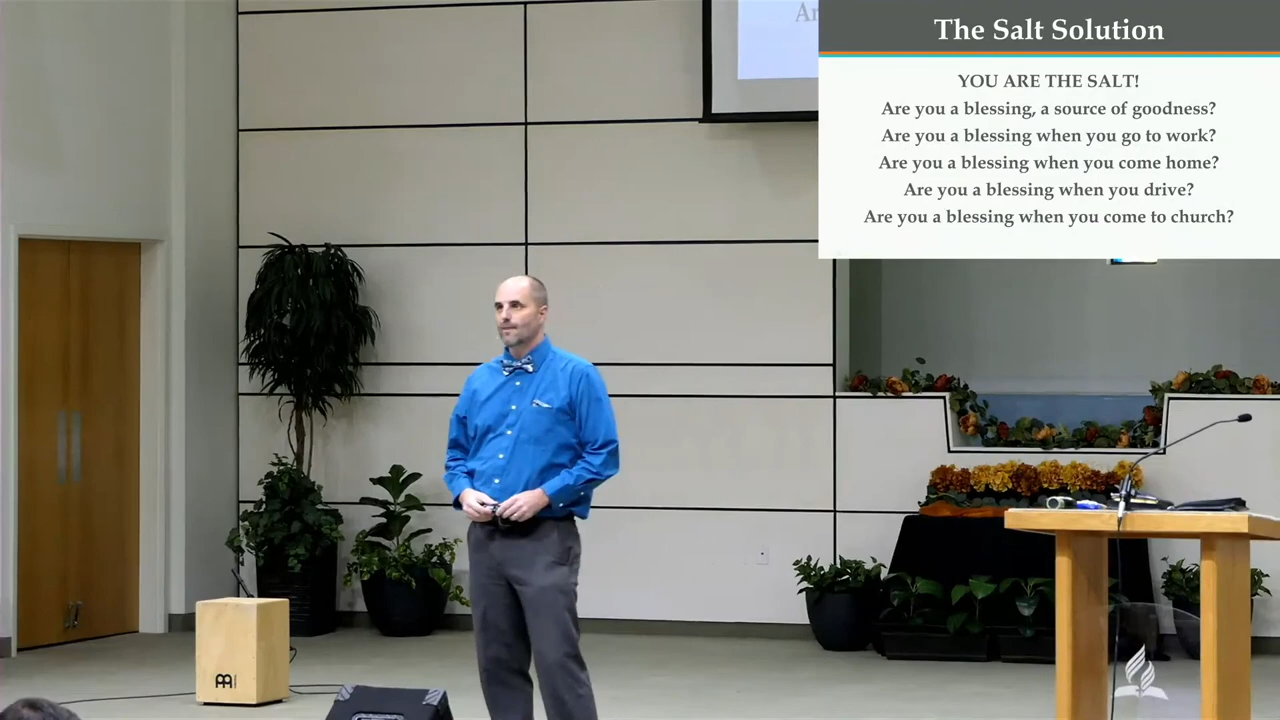 The Salt Solution
YOU ARE THE SALT!
Are you a blessing, a source of goodness?
Are you a blessing when you go to work?
Are you a blessing when you come home?
Are you a blessing when you drive?
Are you a blessing when you come to church?